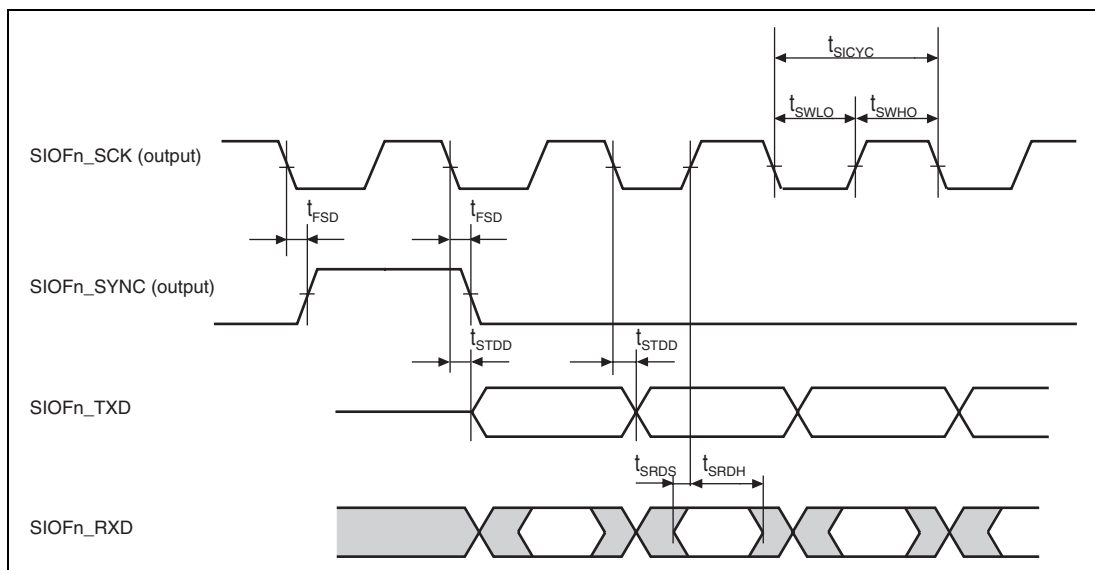 tSICYC
tSWLO tSWHO
SIOFn_SCK (output)
tFSD tFSD
SIOFn_SYNC (output)
tSTDD tSTDD
SIOFn_TXD
tSRDS tSRDH
SIOFn_RXD